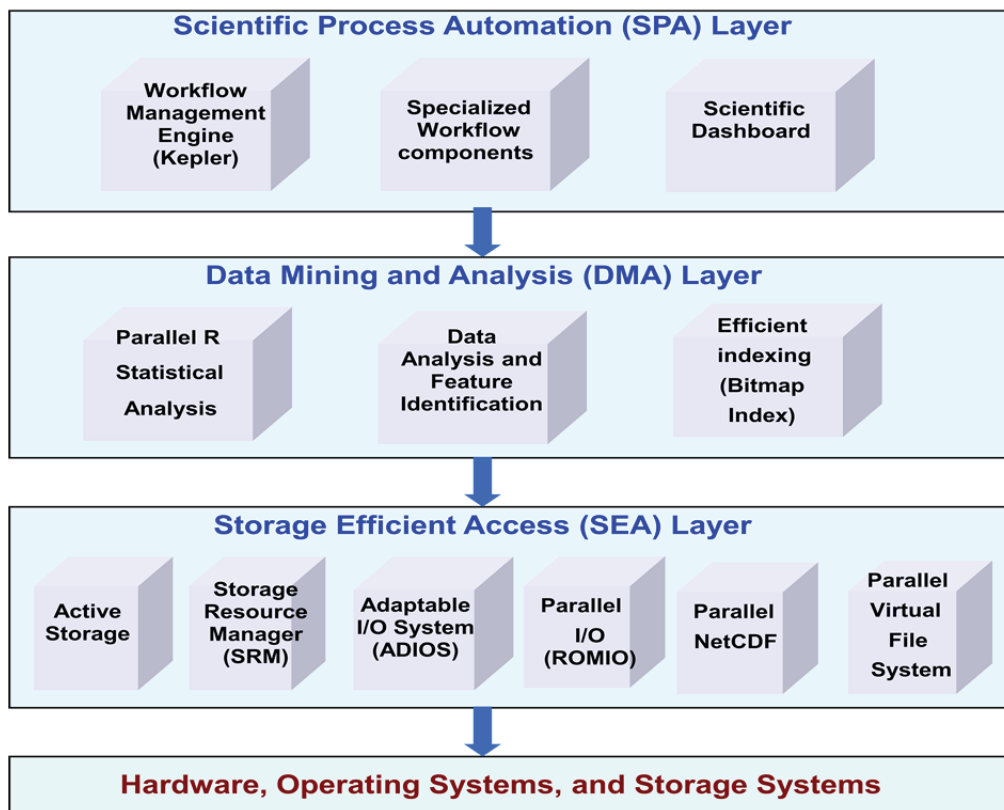 Scientific Process Automation (SPA) Layer
Workflow
Management
Engine
(Kepler)
Specialized
Workflow
components
Scientific
Dashboard
Data Mining and Analysis (DMA) Layer
Parallel R
Statistical
Analysis
Data
Analysis and
Feature
Identification
Efficient
indexing
(Bitmap
Index)
Storage Efficient Access (SEA) Layer
Active
Storage
Storage
Resource
Manager
(SRM)
Adaptable
I/O System
(ADIOS)
Parallel
I/O
(ROMIO)
Parallel
NetCDF
Parallel
Virtual
File
System
Hardware, Operating Systems, and Storage Systems